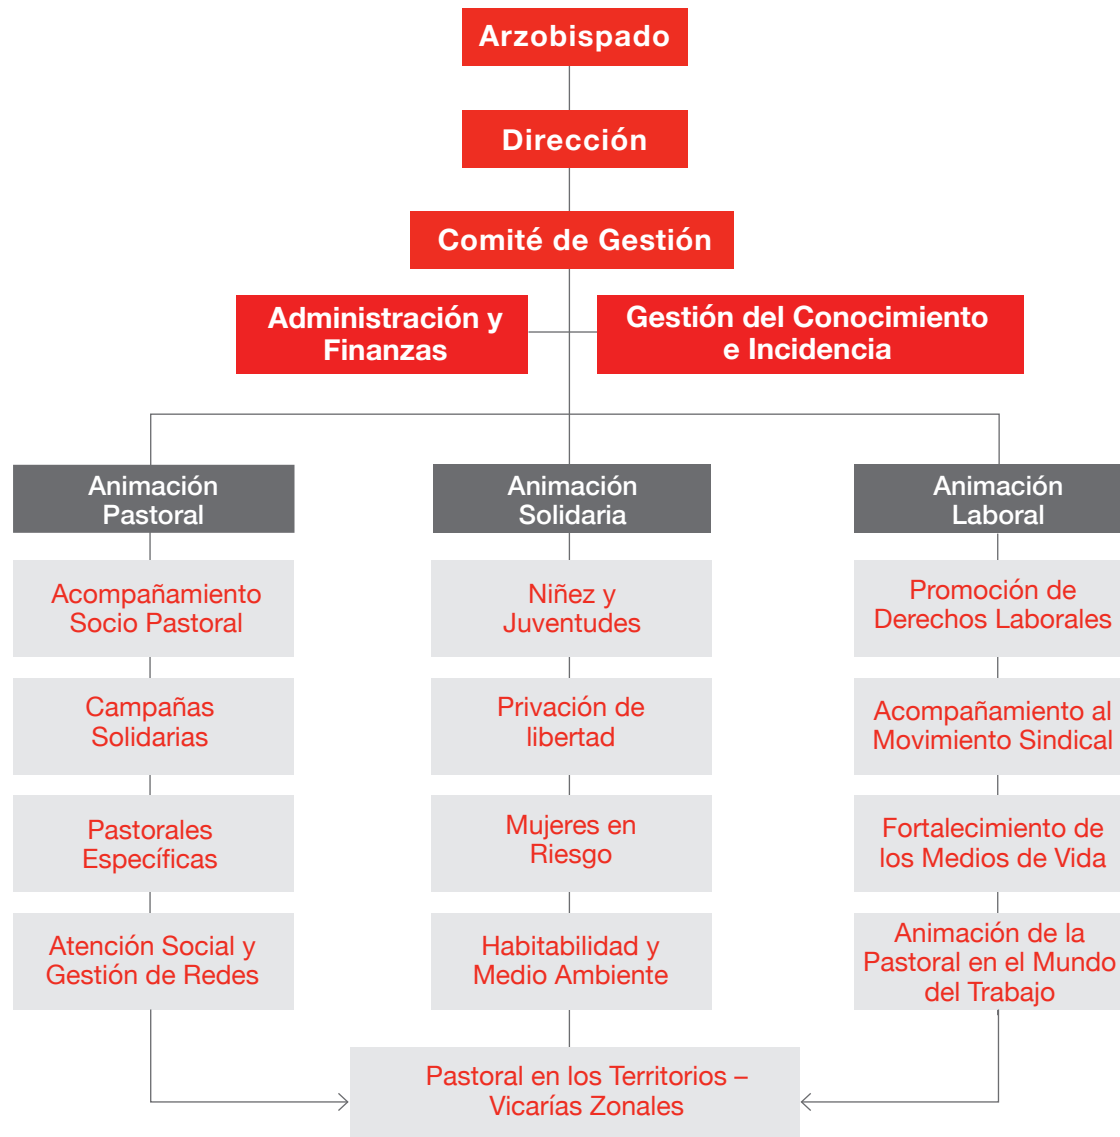 Arzobispado
Dirección
Comité de Gestión
Administración y
Finanzas
Gestión del Conocimiento
e Incidencia
Animación
Pastoral
Animación
Solidaria
Animación
Laboral
Acompañamiento
Socio Pastoral
Niñez y
Juventudes
Promoción de
Derechos Laborales
Campañas
Solidarias
Privación de
libertad
Acompañamiento al
Movimiento Sindical
Pastorales
Específicas
Mujeres en
Riesgo
Fortalecimiento de
los Medios de Vida
Atención Social y
Gestión de Redes
Habitabilidad y
Medio Ambiente
Animación de la
Pastoral en el Mundo
del Trabajo
Pastoral en los Territorios –
Vicarías Zonales